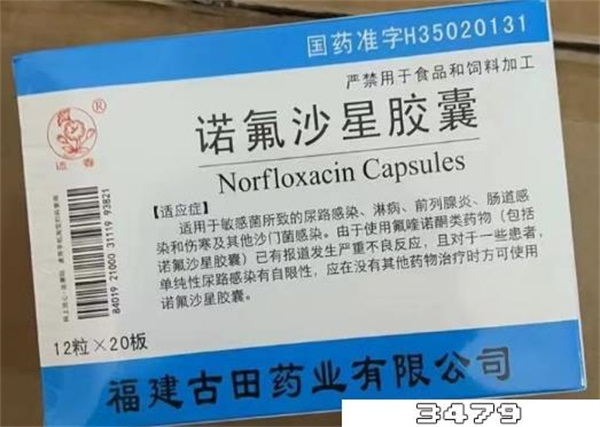 国药准字H35020131
严禁用于食品和饲料加工
®
远春
诺氟沙星胶囊
Norfloxacin Capsules
【适应症】
适用于敏感菌所致的尿路感染、淋病、前列腺炎、肠道感
染和伤寒及其他沙门菌感染。由于使用氟喹诺酮类药物（包括
诺氟沙星胶囊）已有报道发生严重不良反应，且对于一些患者，
单纯性尿路感染有自限性，应在没有其他药物治疗时方可使用
诺氟沙星胶囊。
84019 21000 31119 93821
12粒×20板
福建古田药业有限公司
3479